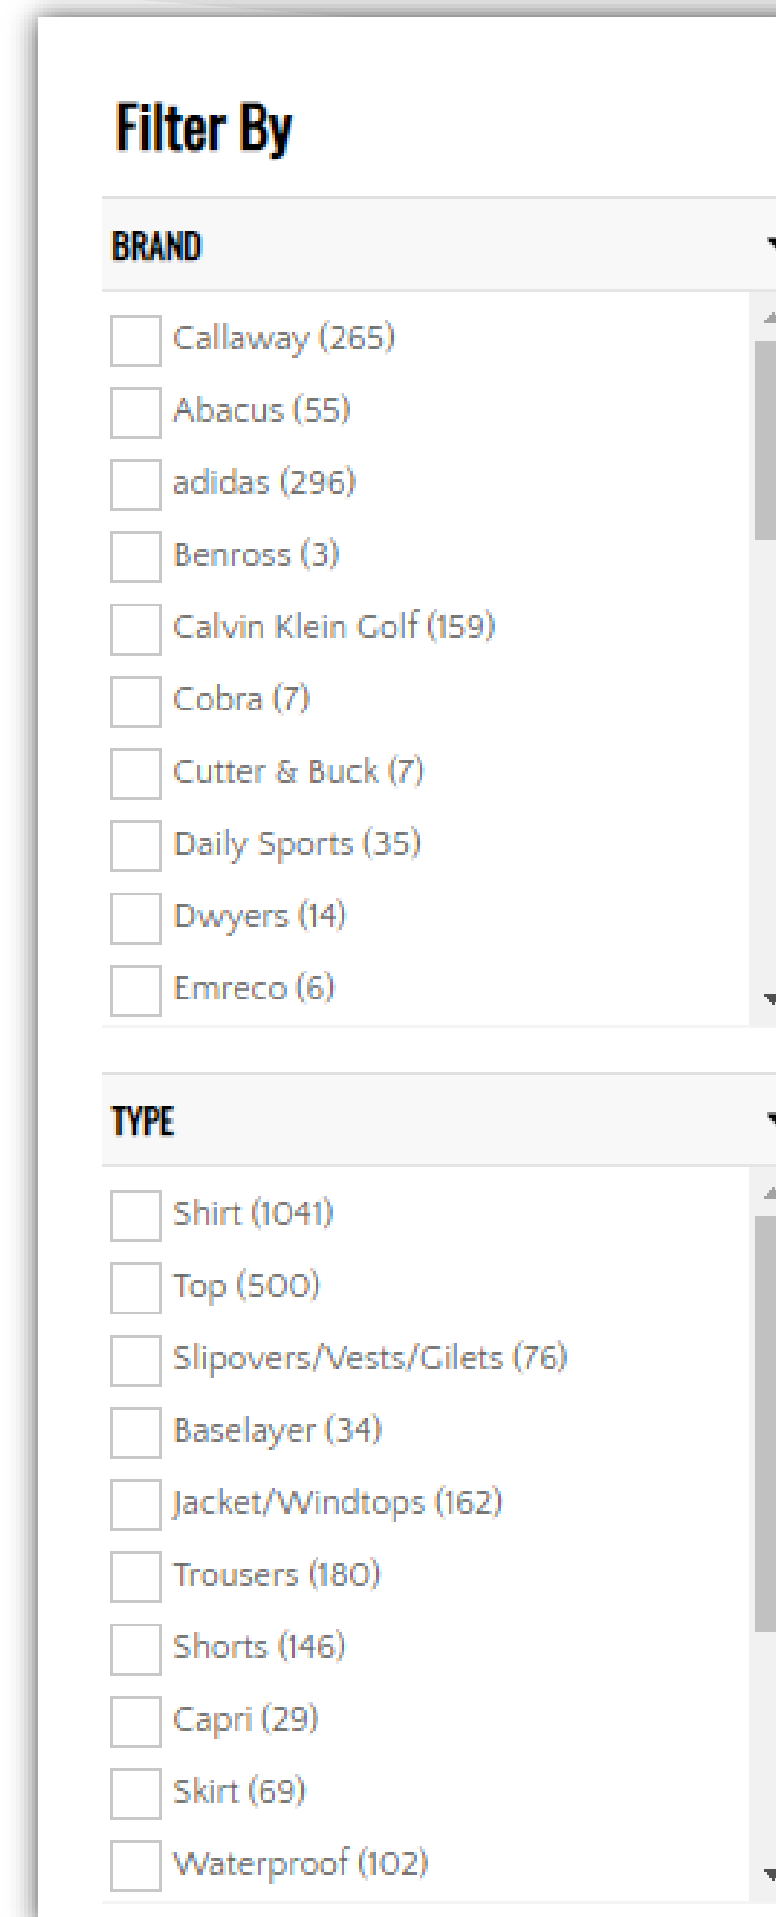 Filter By
BRAND
Callaway (265)
Abacus (55)
adidas (296)
Benross (3)
Calvin Klein Golf (159)
Cobra (7)
Cutter & Buck (7)
Daily Sports (35)
Dwyers (14)
Emreco (6)
TYPE
Shirt (1041)
Top (500)
Slipovers/Vests/Gilets (76)
Baselayer (34)
Jacket/Windtops (162)
Trousers (180)
Shorts (146)
Capri (29)
Skirt (69)
Waterproof (102)